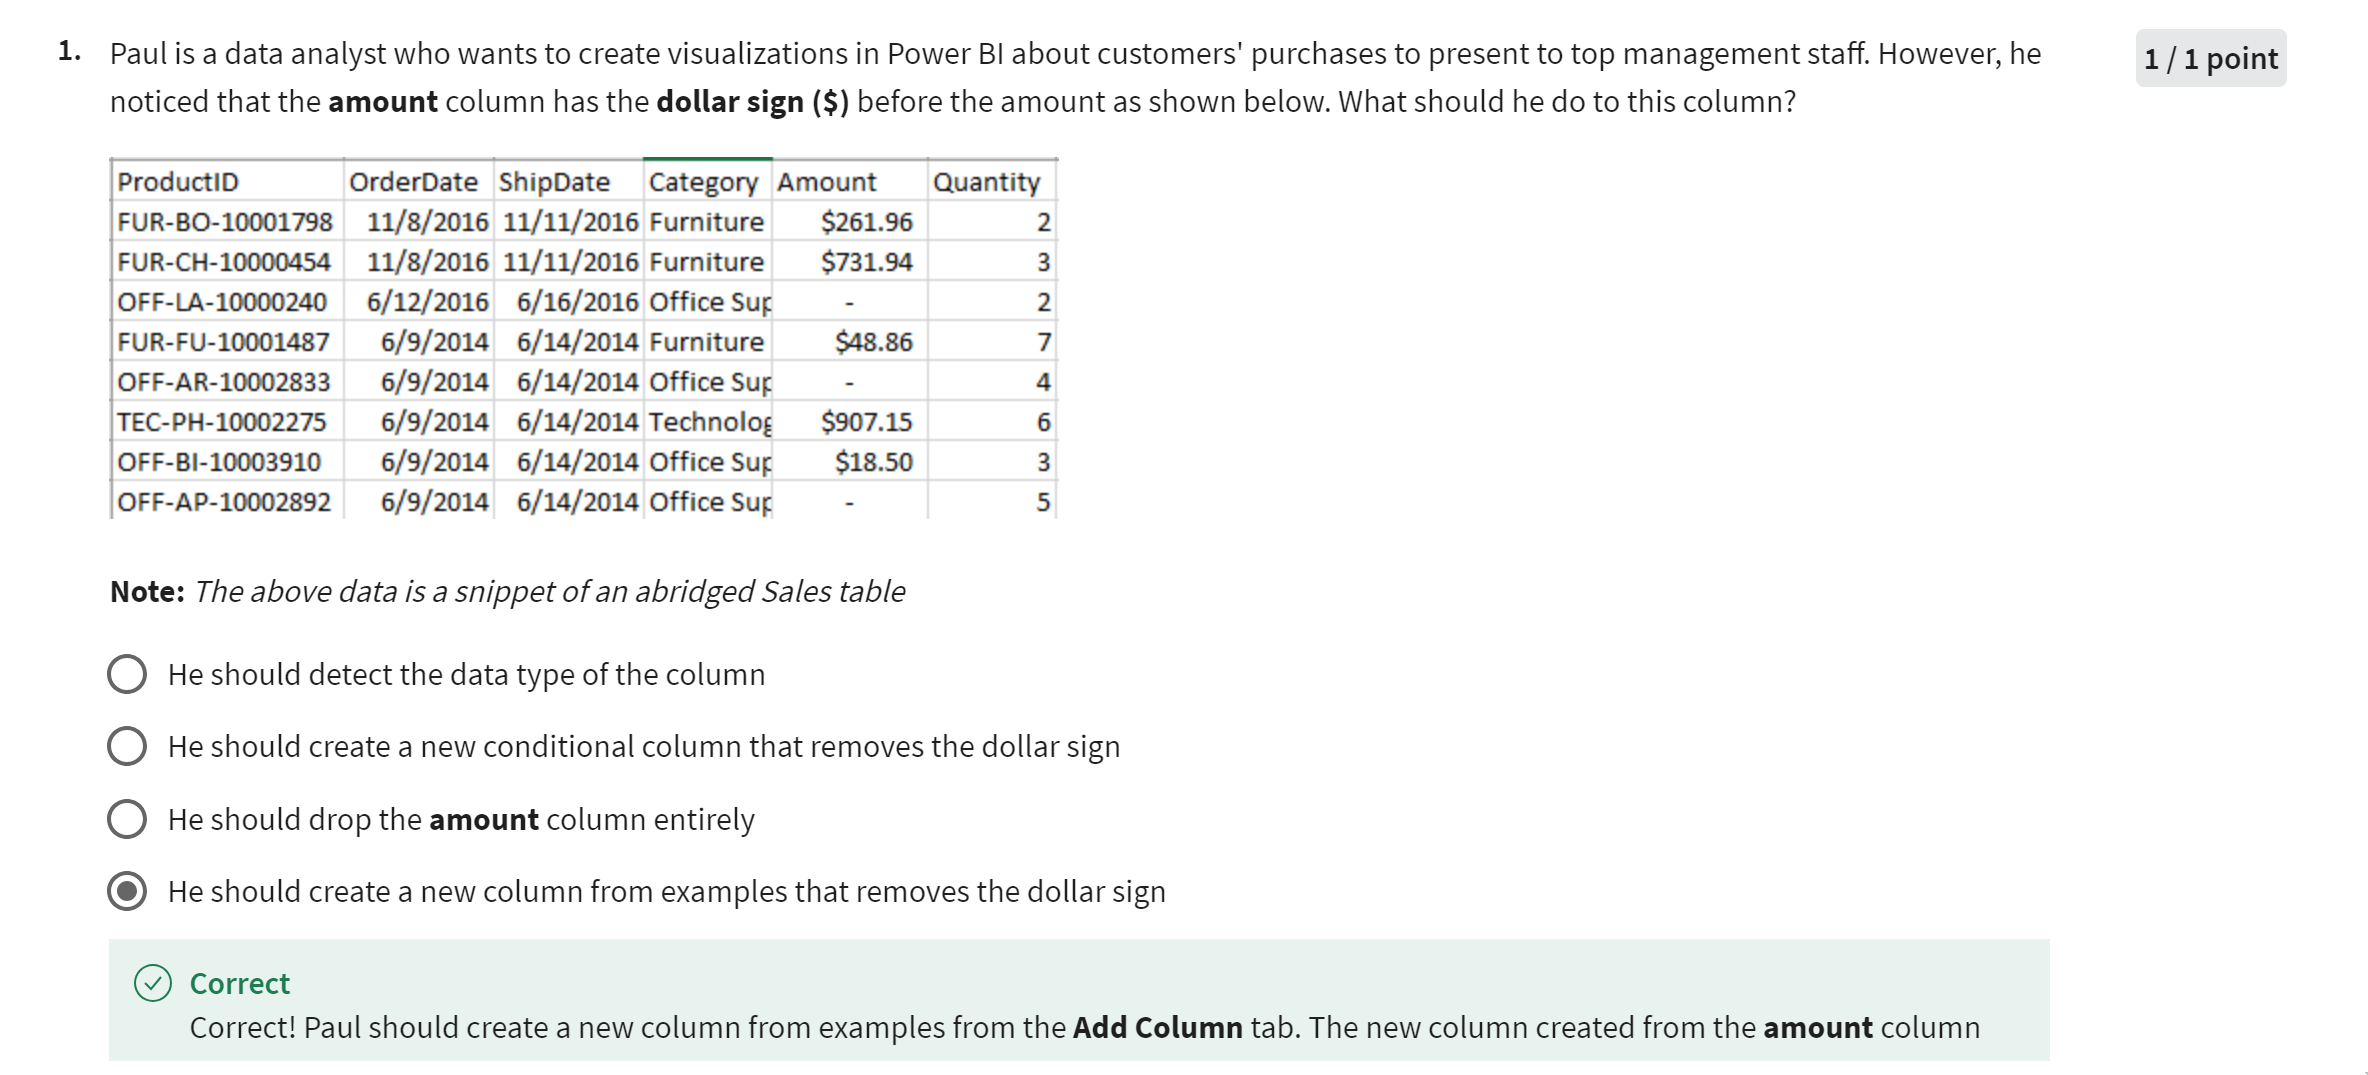 1. Paul is a data analyst who wants to create visualizations in Power BI about customers' purchases to present to top management staff. However, he
1 / 1 point
noticed that the amount column has the dollar sign ($) before the amount as shown below. What should he do to this column?
ProductID OrderDate ShipDate Category Amount Quantity
FUR-BO-10001798 11/8/2016 11/11/2016 Furniture $261.96 2
FUR-CH-10000454 11/8/2016 11/11/2016 Furniture $731.94 3
OFF-LA-10000240 6/12/2016 6/16/2016 Office Sup - 2
FUR-FU-10001487 6/9/2014 6/14/2014 Furniture $48.86 7
OFF-AR-10002833 6/9/2014 6/14/2014 Office Sup - 4
TEC-PH-10002275 6/9/2014 6/14/2014 Technolog $907.15 6
OFF-BI-10003910 6/9/2014 6/14/2014 Office Sup $18.50 3
OFF-AP-10002892 6/9/2014 6/14/2014 Office Sup - 5
Note: The above data is a snippet of an abridged Sales table
He should detect the data type of the column
He should create a new conditional column that removes the dollar sign
He should drop the amount column entirely
He should create a new column from examples that removes the dollar sign
Correct
Correct! Paul should create a new column from examples from the Add Column tab. The new column created from the amount column